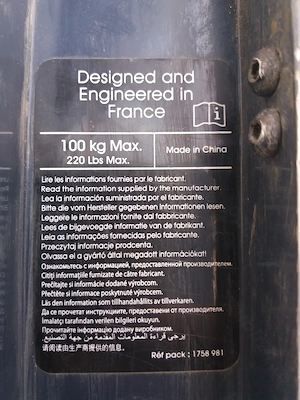 Designed and
Engineered in
France
100 kg Max.
220 Lbs Max.
Made in China
Lire les informations fournies par le fabricant.
Read the information supplied by the manufacturer.
Lea la información suministrada por el fabricante.
Bitte die vom Hersteller gegebenen Informationen lesen.
Leggere le informazioni fornite dal fabbricante.
Lees de bijgevoegde informatie van de fabrikant.
Leia as informações fornecidas pelo fabricante.
Przeczytaj informacje producenta.
Olvassa el a gyártó által megadott információkat!
Ознакомьтесь с информацией, предоставленной производителем.
Citiţi informaţiile furnizate de către fabricant.
Prečítajte si informácie dodané výrobcom.
Přečtěte si informace poskytnuté výrobcem.
Läs den information som tillhandahållits av tillverkaren.
Да се прочетат инструкциите, предоставени от производителя.
İmalatçı tarafından verilen bilgileri okuyun.
Прочитайте інформацію додану виробником.
يرجى قراءة المعلومات المقدمة من جهة التصنيع.
请阅读由生产商提供的信息。
Réf pack : 1758 981